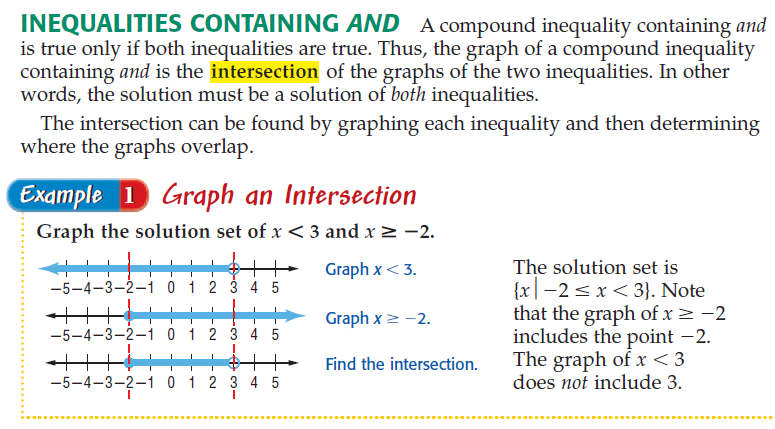 INEQUALITIES CONTAINING AND A compound inequality containing and
is true only if both inequalities are true. Thus, the graph of a compound inequality
containing and is the intersection of the graphs of the two inequalities. In other
words, the solution must be a solution of both inequalities.
The intersection can be found by graphing each inequality and then determining
where the graphs overlap.
Example 1 Graph an Intersection
Graph the solution set of x < 3 and x ≥ −2.
−5−4−3−2−1 0 1 2 3 4 5
Graph x < 3.
−5−4−3−2−1 0 1 2 3 4 5
Graph x ≥ −2.
−5−4−3−2−1 0 1 2 3 4 5
Find the intersection.
The solution set is
{x|−2 ≤ x < 3}. Note
that the graph of x ≥ −2
includes the point −2.
The graph of x < 3
does not include 3.